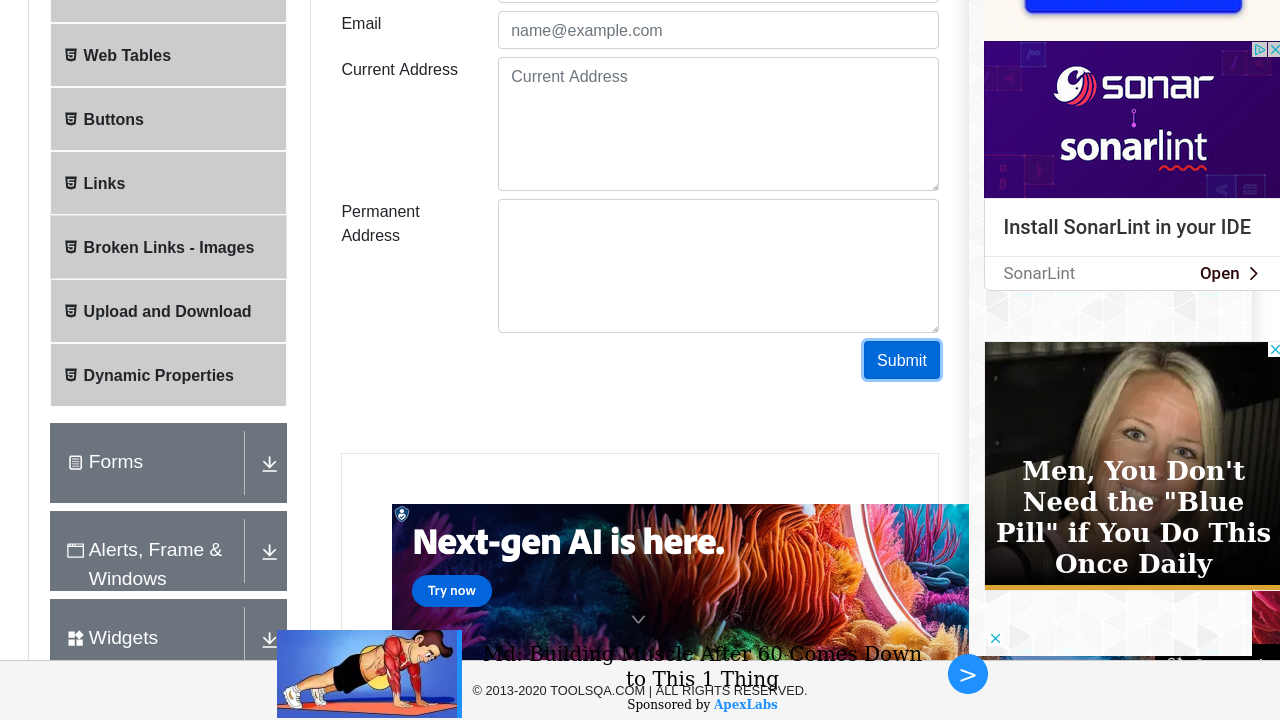 Web Tables
Buttons
Links
Broken Links - Images
Upload and Download
Dynamic Properties
Forms
Alerts, Frame &
Windows
Widgets
Email
name@example.com
Current Address
Current Address
Permanent
Address
Submit
Next-gen AI is here.
Try now
sonar
sonarlint
Install SonarLint in your IDE
SonarLint
Open
Men, You Don't
Need the "Blue
Pill" if You Do This
Once Daily
Md: Building Muscle After 60 Comes Down
to This 1 Thing
© 2013-2020 TOOLSQA.COM | ALL RIGHTS RESERVED.
Sponsored by ApexLabs
>